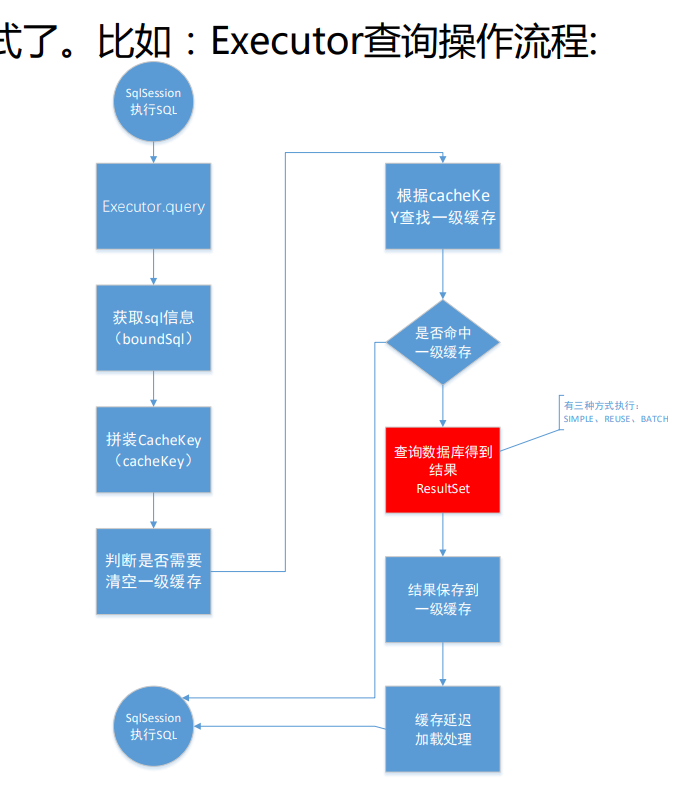 式了。比如：Executor查询操作流程:
SqlSession
执行SQL
Executor.query
获取sql信息
（boundSql）
拼装CacheKey
（cacheKey）
判断是否需要
清空一级缓存
根据cacheKe
Y查找一级缓存
是否命中
一级缓存
有三种方式执行：
SIMPLE、REUSE、BATCH
查询数据库得到
结果
ResultSet
结果保存到
一级缓存
缓存延迟
加载处理
SqlSession
执行SQL